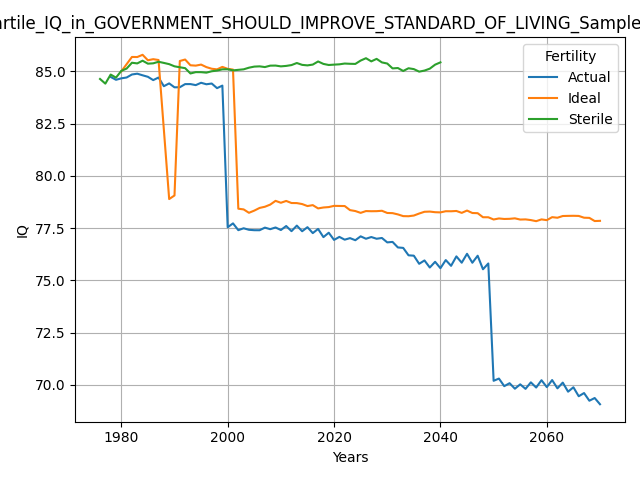 artile_IQ_in_GOVERNMENT_SHOULD_IMPROVE_STANDARD_OF_LIVING_Sample
Fertility
Actual
Ideal
Sterile
85.0
82.5
80.0
77.5
75.0
72.5
70.0
IQ
1980 2000 2020 2040 2060
Years